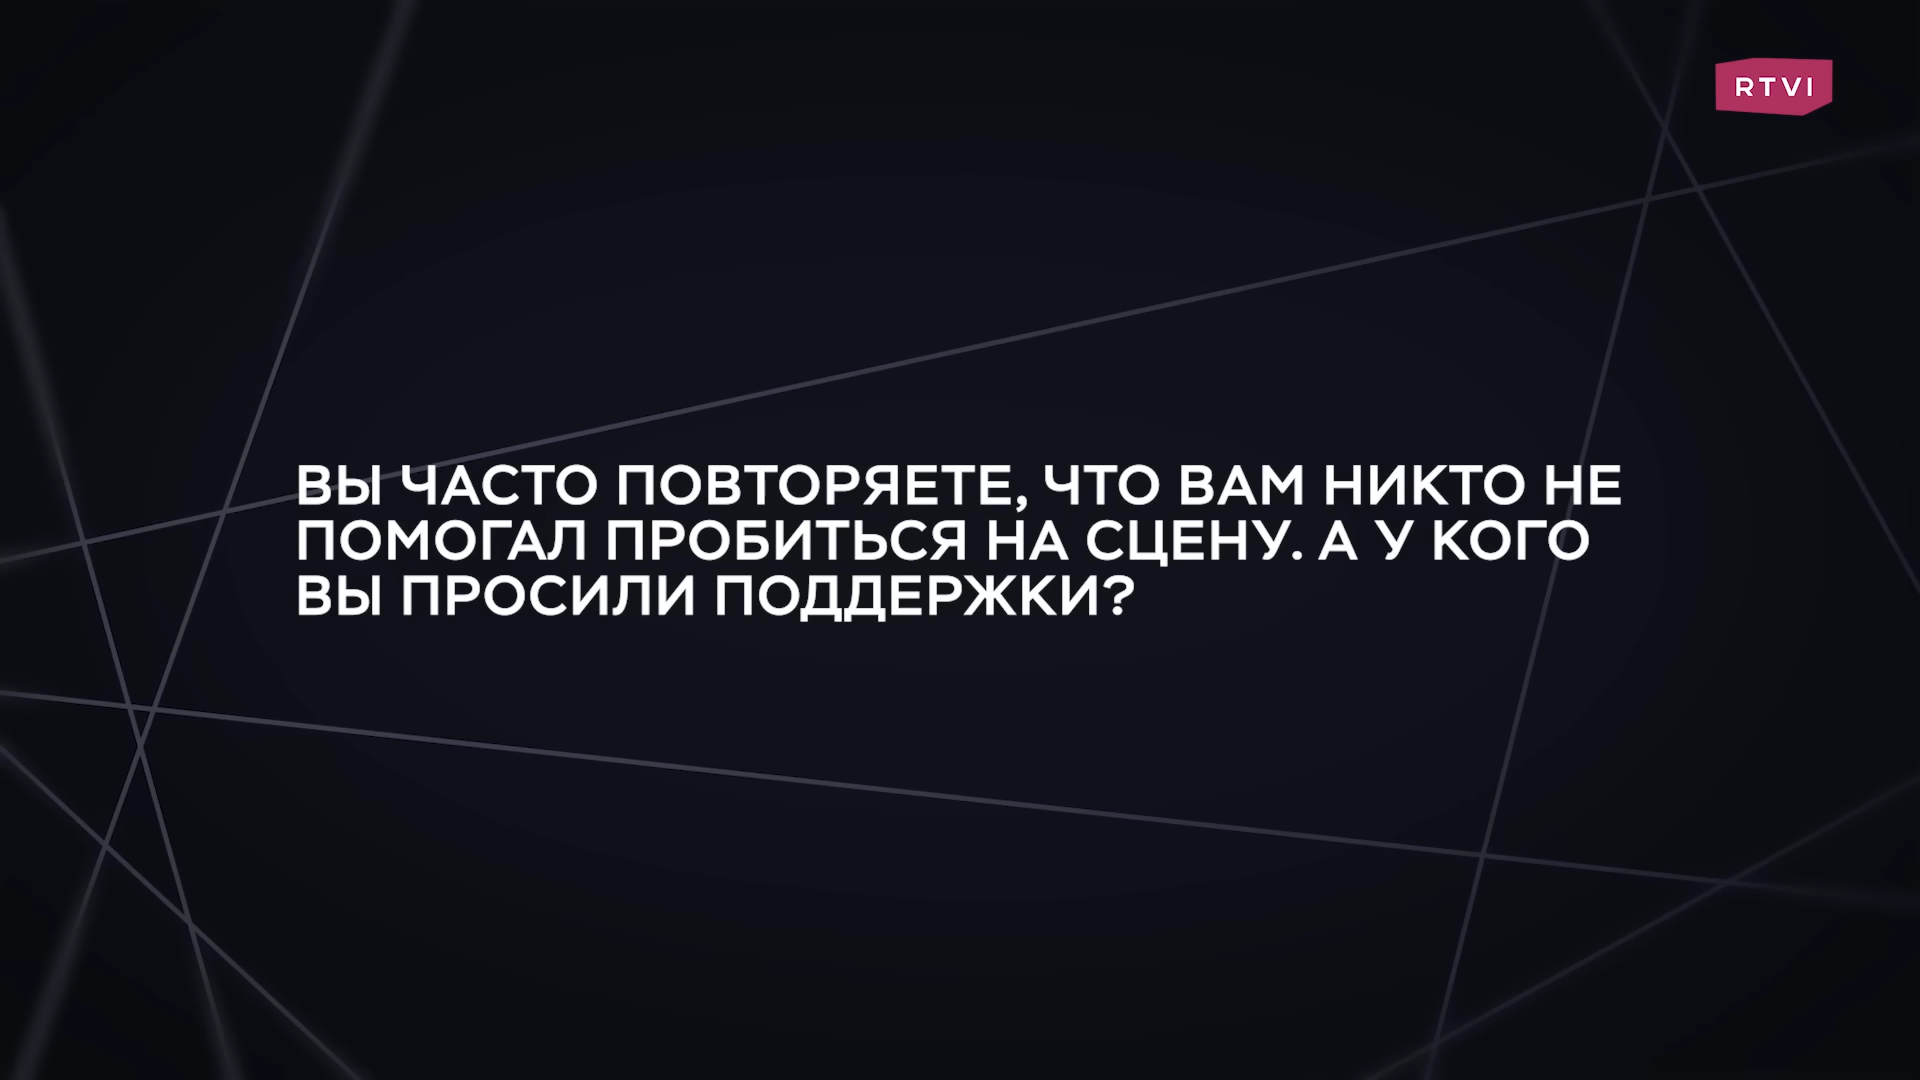 RTVI
ВЫ ЧАСТО ПОВТОРЯЕТЕ, ЧТО ВАМ НИКТО НЕ
ПОМОГАЛ ПРОБИТЬСЯ НА СЦЕНУ. А У КОГО
ВЫ ПРОСИЛИ ПОДДЕРЖКИ?